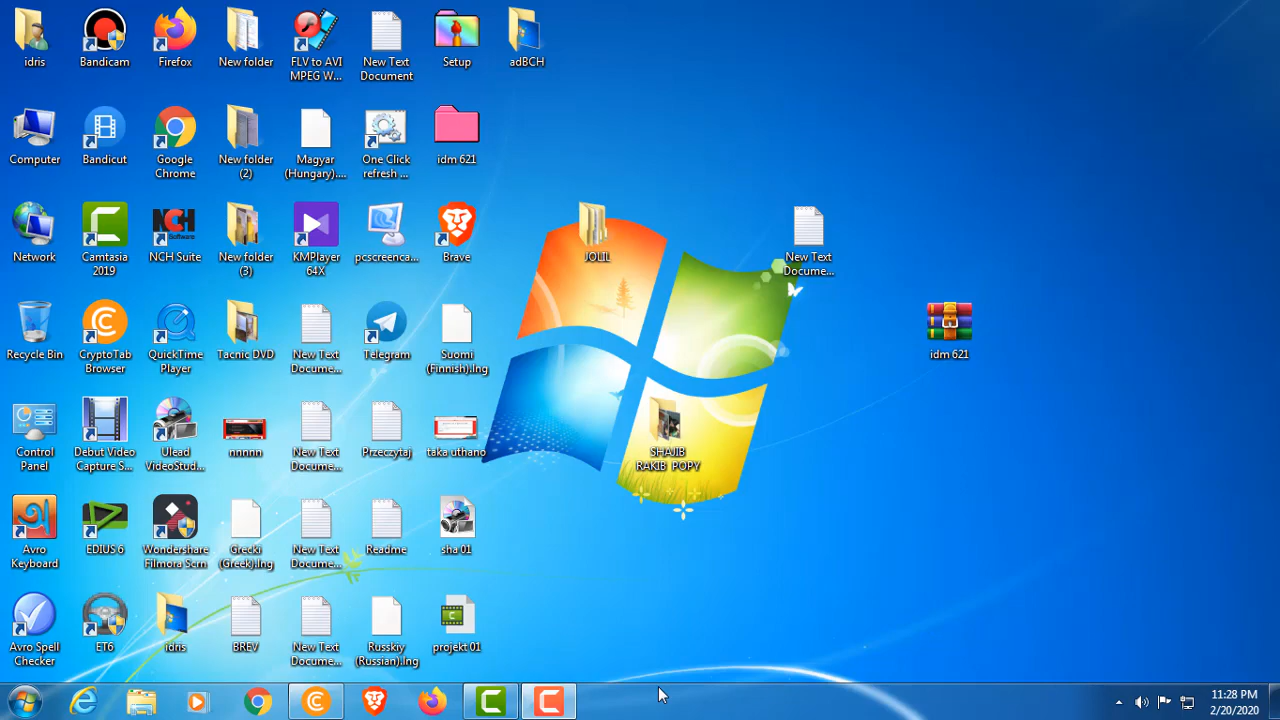 idris
Bandicam
Firefox
New folder
FLV to AVI
MPEG W...
New Text
Document
Setup
adBCH
Computer
Bandicut
Google
Chrome
New folder
(2)
Magyar
(Hungary)....
One Click
refresh ...
idm 621
Network
Camtasia
2019
NCH
Software
NCH Suite
New folder
(3)
KMPlayer
64X
pcscreenca...
Brave
JOLIL
New Text
Docume...
Recycle Bin
CryptoTab
Browser
QuickTime
Player
Tacnic DVD
New Text
Docume...
Telegram
Suomi
(Finnish).lng
idm 621
Control
Panel
Debut Video
Capture S...
Ulead
VideoStud...
nnnnn
New Text
Docume...
Przeczytaj
taka uthano
SHAJIB
RAKIB POPY
Avro
Keyboard
EDIUS 6
Wondershare
Filmora Scrn
Grecki
(Greek).lng
New Text
Docume...
Readme
sha 01
Avro Spell
Checker
ET6
idris
BREV
New Text
Docume...
Russkiy
(Russian).lng
projekt 01
11:28 PM
2/20/2020